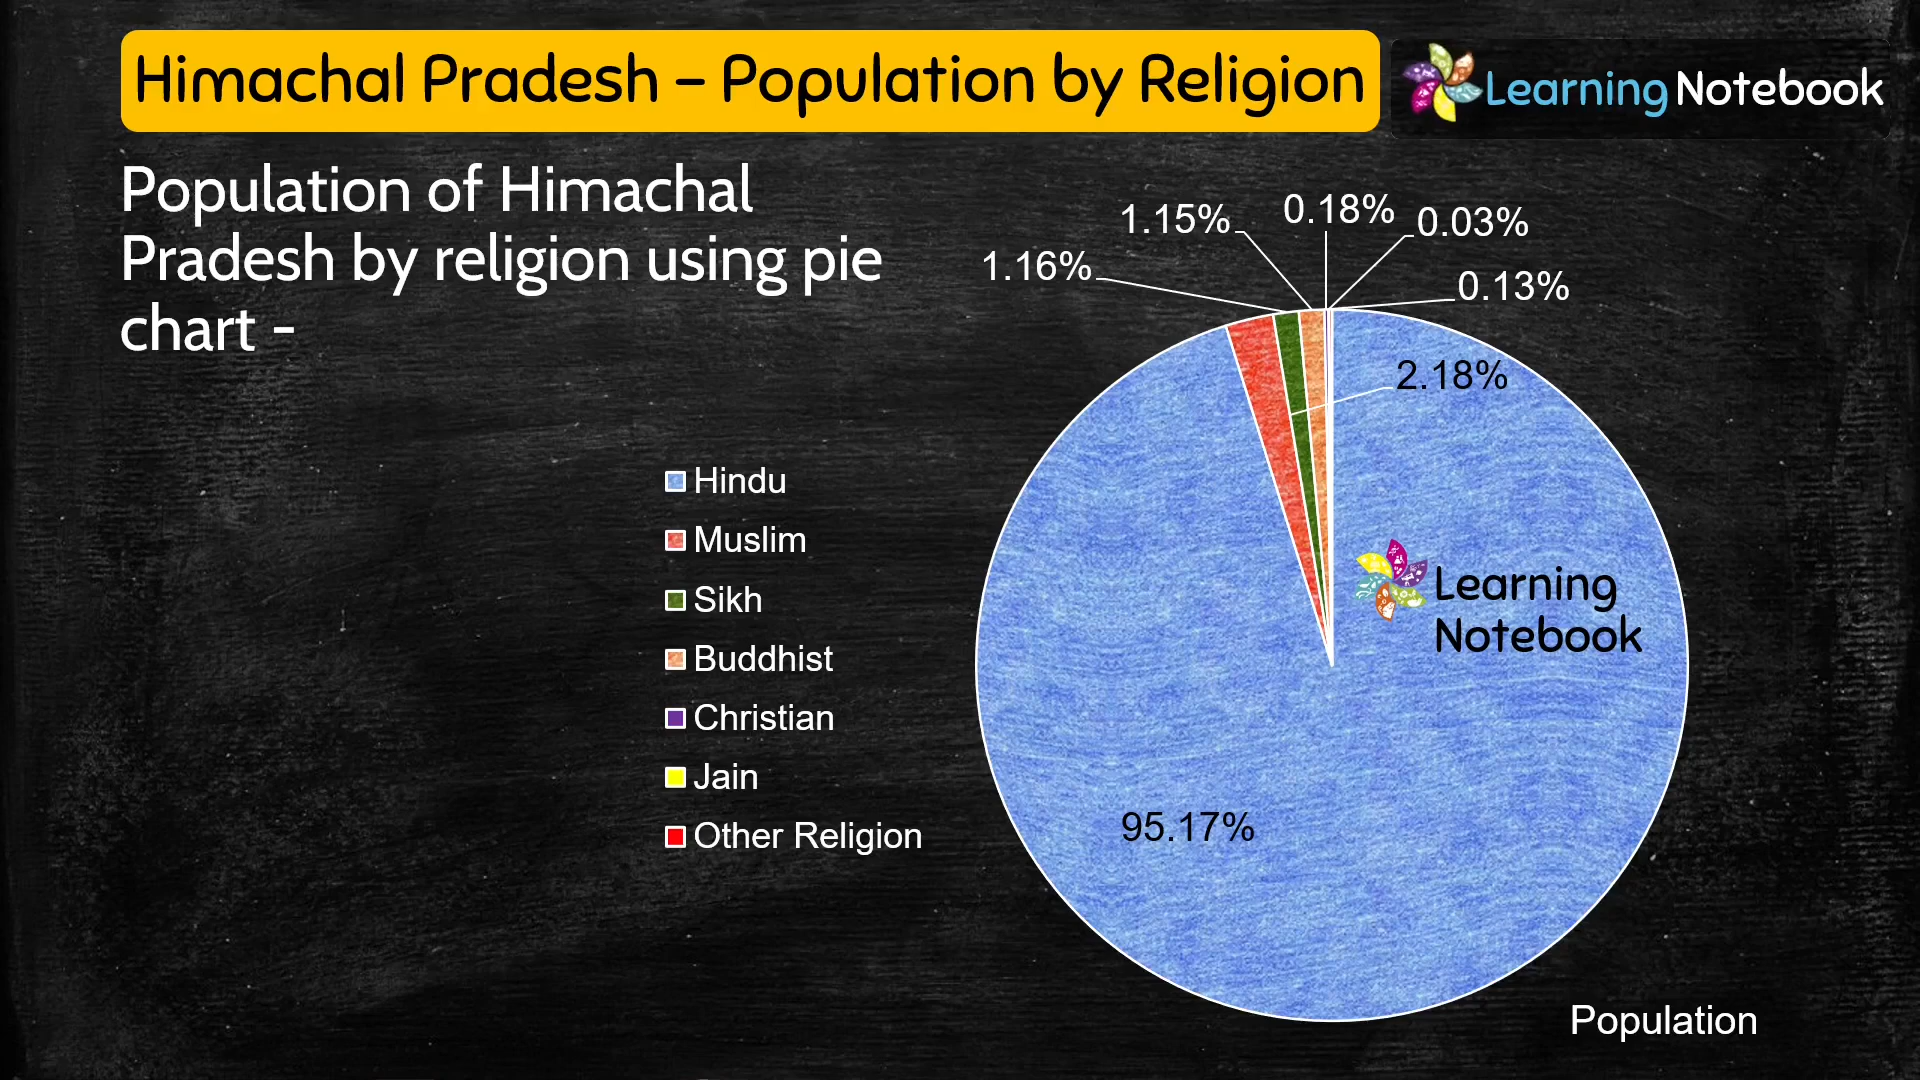 Himachal Pradesh – Population by Religion
Learning Notebook
Population of Himachal
Pradesh by religion using pie
chart -
1.16%
1.15%
0.18%
0.03%
0.13%
2.18%
Hindu
Muslim
Sikh
Buddhist
Christian
Jain
Other Religion
Learning
Notebook
95.17%
Population